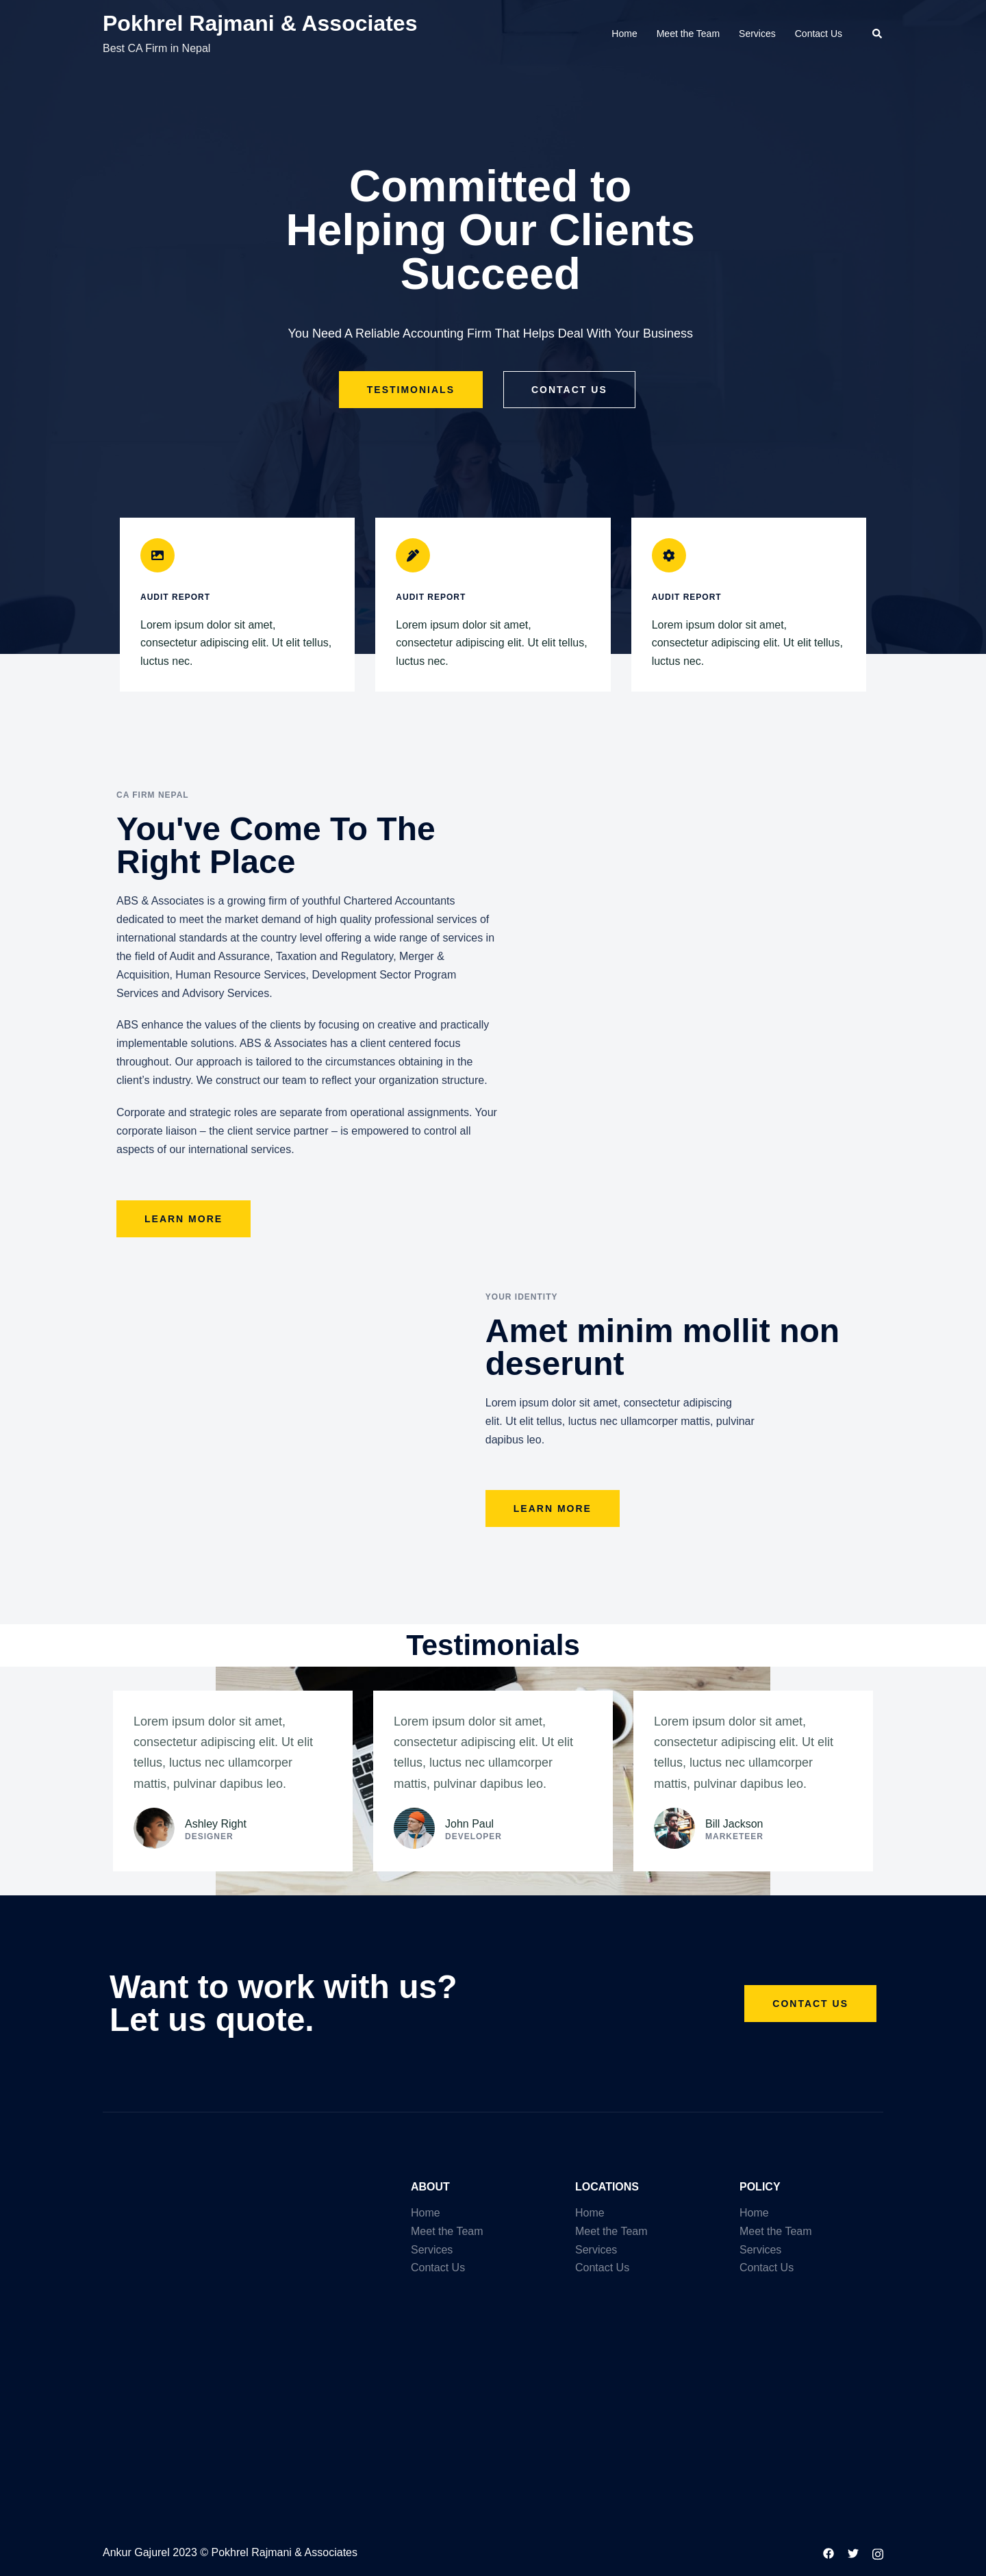 Pokhrel Rajmani & Associates
Best CA Firm in Nepal
Home
Meet the Team
Services
Contact Us
Committed to
Helping Our Clients
Succeed
You Need A Reliable Accounting Firm That Helps Deal With Your Business
TESTIMONIALS
CONTACT US
AUDIT REPORT
Lorem ipsum dolor sit amet,
consectetur adipiscing elit. Ut elit tellus,
luctus nec.
AUDIT REPORT
Lorem ipsum dolor sit amet,
consectetur adipiscing elit. Ut elit tellus,
luctus nec.
AUDIT REPORT
Lorem ipsum dolor sit amet,
consectetur adipiscing elit. Ut elit tellus,
luctus nec.
CA FIRM NEPAL
You've Come To The
Right Place
ABS & Associates is a growing firm of youthful Chartered Accountants
dedicated to meet the market demand of high quality professional services of
international standards at the country level offering a wide range of services in
the field of Audit and Assurance, Taxation and Regulatory, Merger &
Acquisition, Human Resource Services, Development Sector Program
Services and Advisory Services.
ABS enhance the values of the clients by focusing on creative and practically
implementable solutions. ABS & Associates has a client centered focus
throughout. Our approach is tailored to the circumstances obtaining in the
client’s industry. We construct our team to reflect your organization structure.
Corporate and strategic roles are separate from operational assignments. Your
corporate liaison – the client service partner – is empowered to control all
aspects of our international services.
LEARN MORE
YOUR IDENTITY
Amet minim mollit non
deserunt
Lorem ipsum dolor sit amet, consectetur adipiscing
elit. Ut elit tellus, luctus nec ullamcorper mattis, pulvinar
dapibus leo.
LEARN MORE
Testimonials
Lorem ipsum dolor sit amet,
consectetur adipiscing elit. Ut elit
tellus, luctus nec ullamcorper
mattis, pulvinar dapibus leo.
Ashley Right
DESIGNER
Lorem ipsum dolor sit amet,
consectetur adipiscing elit. Ut elit
tellus, luctus nec ullamcorper
mattis, pulvinar dapibus leo.
John Paul
DEVELOPER
Lorem ipsum dolor sit amet,
consectetur adipiscing elit. Ut elit
tellus, luctus nec ullamcorper
mattis, pulvinar dapibus leo.
Bill Jackson
MARKETEER
Want to work with us?
Let us quote.
CONTACT US
ABOUT
Home
Meet the Team
Services
Contact Us
LOCATIONS
Home
Meet the Team
Services
Contact Us
POLICY
Home
Meet the Team
Services
Contact Us
Ankur Gajurel 2023 © Pokhrel Rajmani & Associates